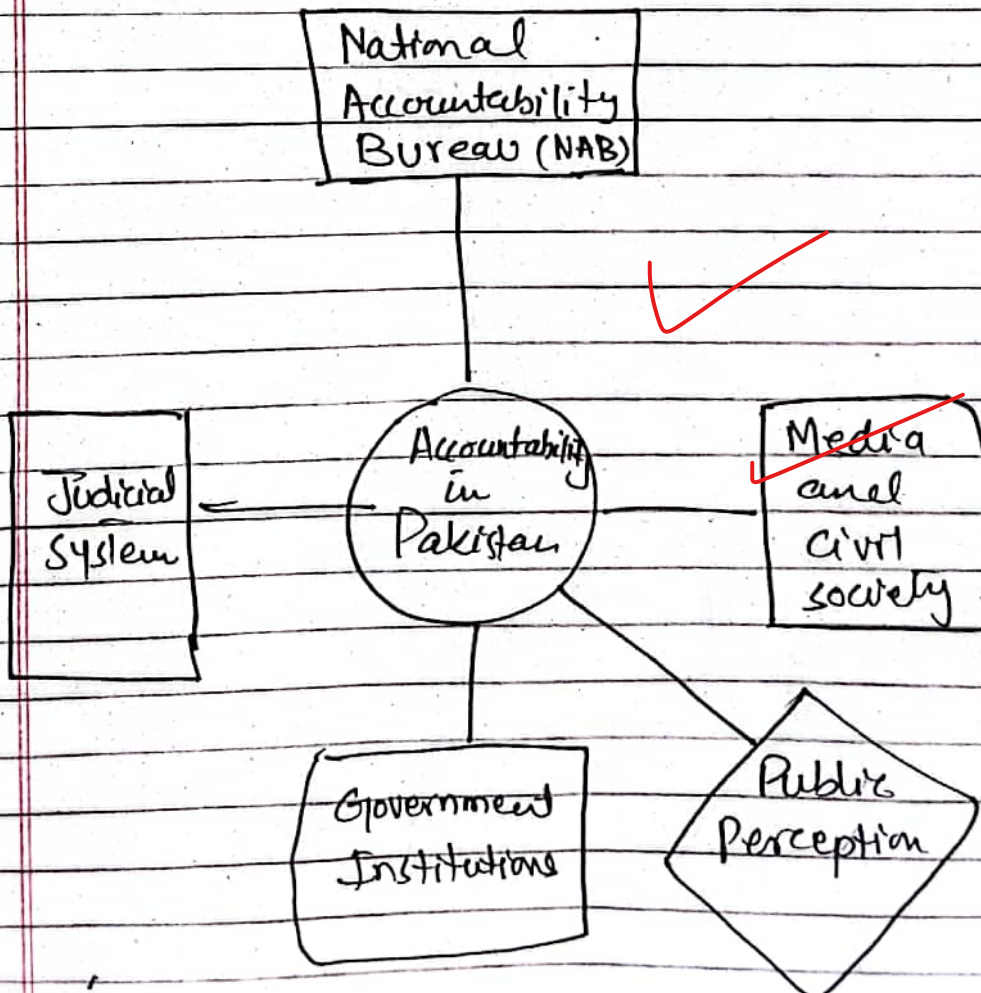 National
Accountability
Bureau (NAB)
Accountability
in
Pakistan
Judicial
System
Media
and
civil
society
Government
Institutions
Public
Perception